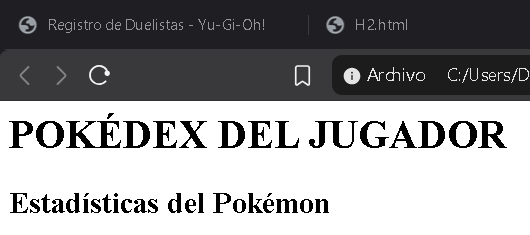 Registro de Duelistas - Yu-Gi-Oh!
H2.html
Archivo C:/Users/D
POKÉDEX DEL JUGADOR
Estadísticas del Pokémon